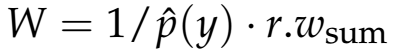 W = 1/p̂(y) · r.w_sum